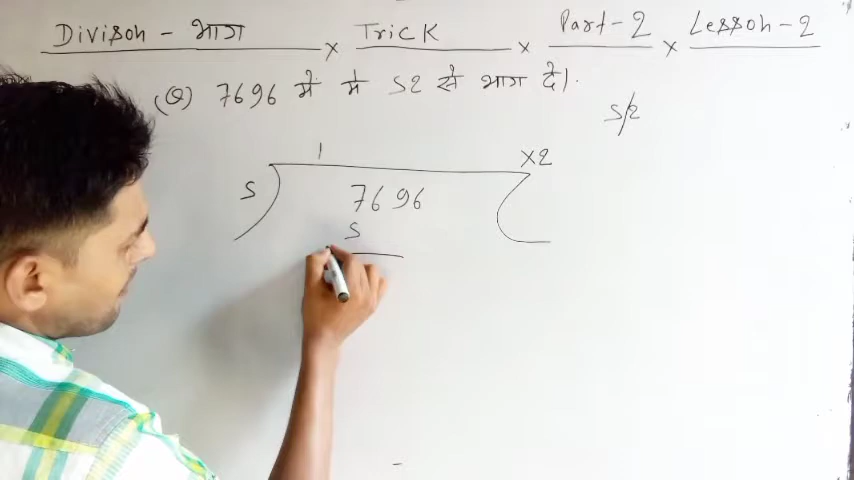 Divison - भाग × Trick × Part-2 × Lesson-2
(Q) 7696 में में 52 से भाग दें।
5/2
1 ×2
5 7696
5